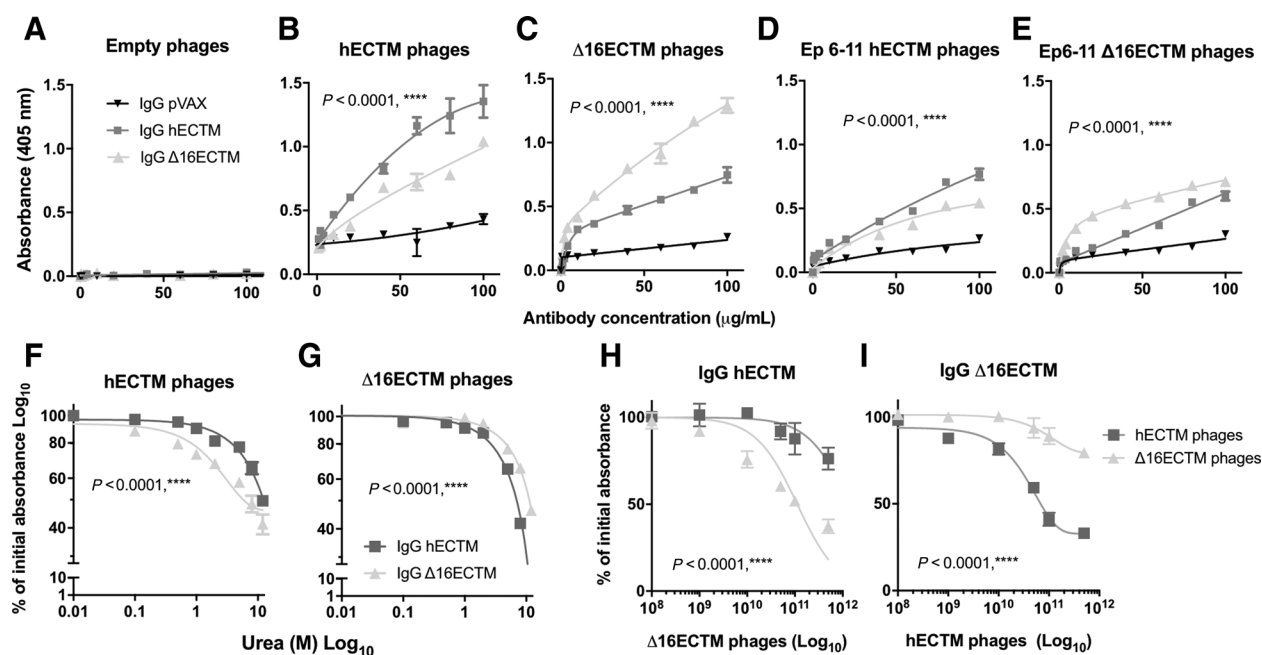 A
Empty phages
1.5
1.0
0.5
0.0
0
50
100
IgG pVAX
IgG hECTM
IgG Δ16ECTM
Absorbance (405 nm)
B
hECTM phages
P < 0.0001, ****
1.5
1.0
0.5
0.0
0
50
100
C
Δ16ECTM phages
P < 0.0001, ****
1.5
1.0
0.5
0.0
0
50
100
D
Ep 6-11 hECTM phages
P < 0.0001, ****
1.5
1.0
0.5
0.0
0
50
100
E
Ep6-11 Δ16ECTM phages
P < 0.0001, ****
1.5
1.0
0.5
0.0
0
50
100
Antibody concentration (μg/mL)
F
hECTM phages
100
80
60
40
10
1
P < 0.0001,****
0.01
0.1
1
10
% of initial absorbance Log10
G
Δ16ECTM phages
100
80
60
40
10
1
P < 0.0001,****
IgG hECTM
IgG Δ16ECTM
0.01
0.1
1
10
Urea (M) Log10
H
IgG hECTM
100
50
0
P < 0.0001,****
10^8
10^9
10^10
10^11
10^12
% of initial absorbance
Δ16ECTM phages (Log10)
I
IgG Δ16ECTM
100
50
0
P < 0.0001,****
10^8
10^9
10^10
10^11
10^12
hECTM phages (Log10)
hECTM phages
Δ16ECTM phages